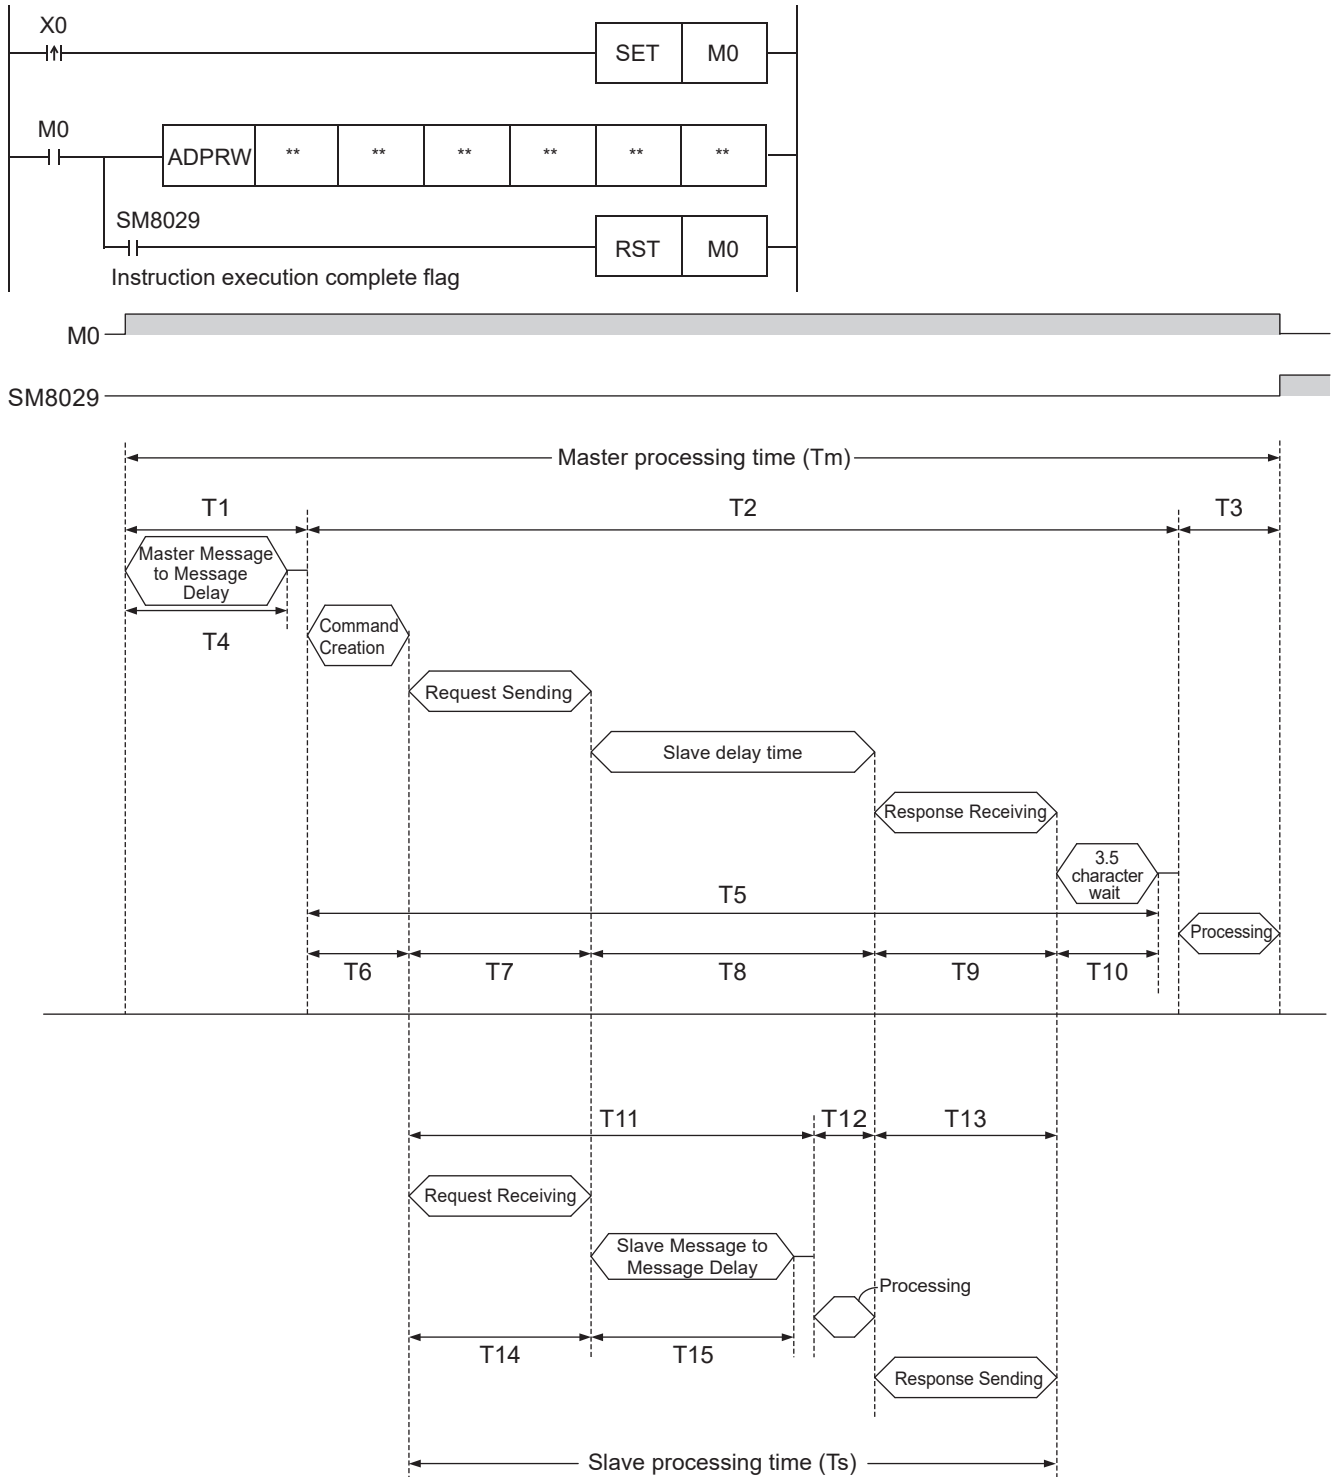 X0
SET M0
M0
ADPRW ** ** ** ** ** **
SM8029
RST M0
Instruction execution complete flag
M0
SM8029
Master processing time (Tm)
T1 T2 T3
Master Message
to Message
Delay
T4
Command
Creation
Request Sending
Slave delay time
Response Receiving
3.5
character
wait
T5
Processing
T6 T7 T8 T9 T10
T11 T12 T13
Request Receiving
Slave Message to
Message Delay
Processing
T14 T15
Response Sending
Slave processing time (Ts)